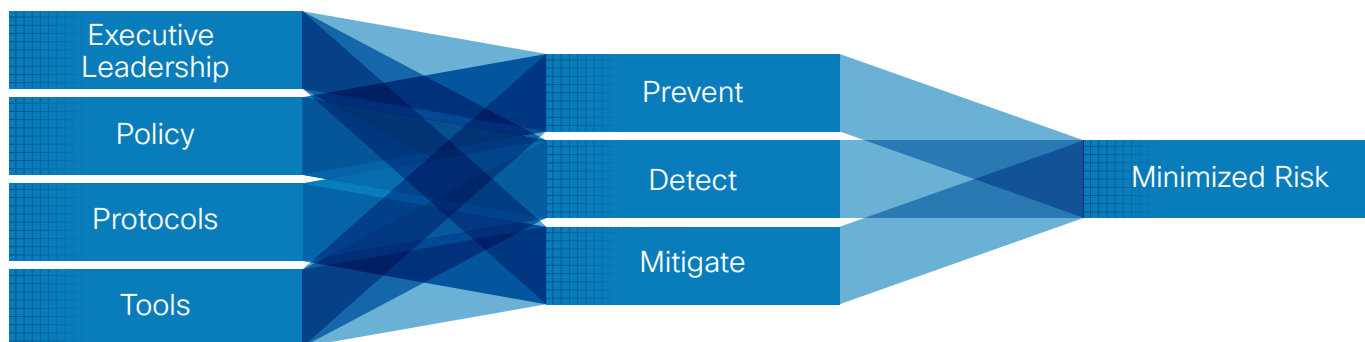 Executive
Leadership
Policy
Protocols
Tools
Prevent
Detect
Mitigate
Minimized Risk